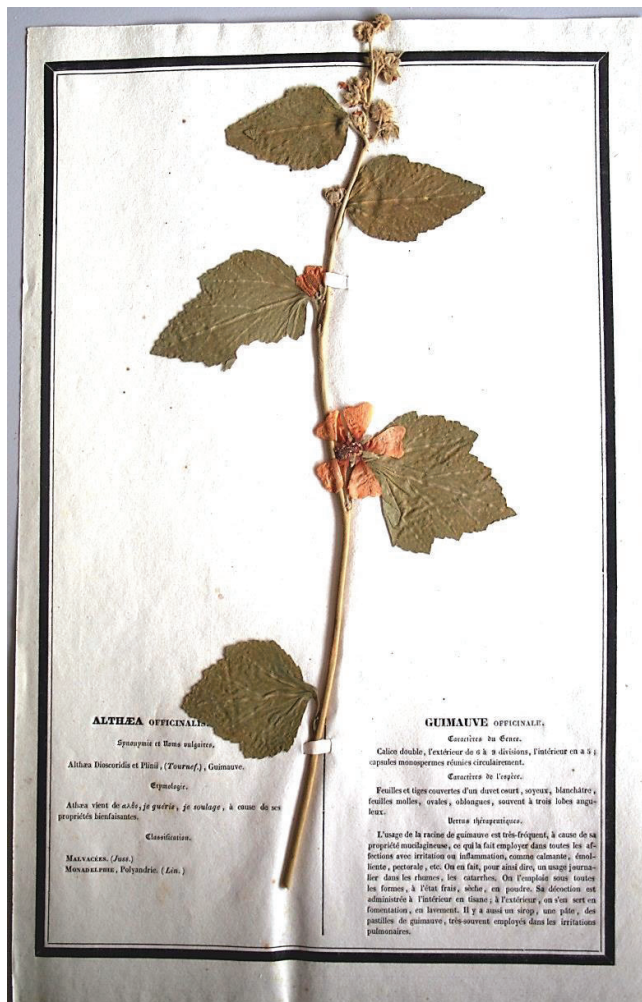 ALTHÆA OFFICINALIS.
Synonymie et Noms vulgaires.
Althæa Dioscoridis et Plinii, (Tournef.), Guimauve.
Etymologie.
Althæa vient de αλθέο, je guéris, je soulage, à cause de ses
propriétés bienfaisantes.
Classification.
MALVACÉES. (Juss.)
MONADELPHIE, Polyandrie. (Lin.)
GUIMAUVE OFFICINALE.
Caractères du Genre.
Calice double, l'extérieur de 6 à 9 divisions, l'intérieur en a 5;
capsules monospermes réunies circulairement.
Caractères de l'espèce.
Feuilles et tiges couvertes d'un duvet court, soyeux, blanchâtre,
feuilles molles, ovales, oblongues, souvent à trois lobes angu-
leux.
Vertus thérapeutiques.
L'usage de la racine de guimauve est très-fréquent, à cause de sa
propriété mucilagineuse, ce qui la fait employer dans toutes les af-
fections avec irritation ou inflammation, comme calmante, émol-
liente, pectorale, etc. On en fait, pour ainsi dire, un usage journa-
lier dans les rhumes, les catarrhes. On l'emploie sous toutes
les formes, à l'état frais, sèche, en poudre. Sa décoction est
administrée à l'intérieur en tisane; à l'extérieur, on s'en sert en
fomentation, en lavement. Il y a aussi un sirop, une pâte, des
pastilles de guimauve, très-souvent employés dans les irritations
pulmonaires.